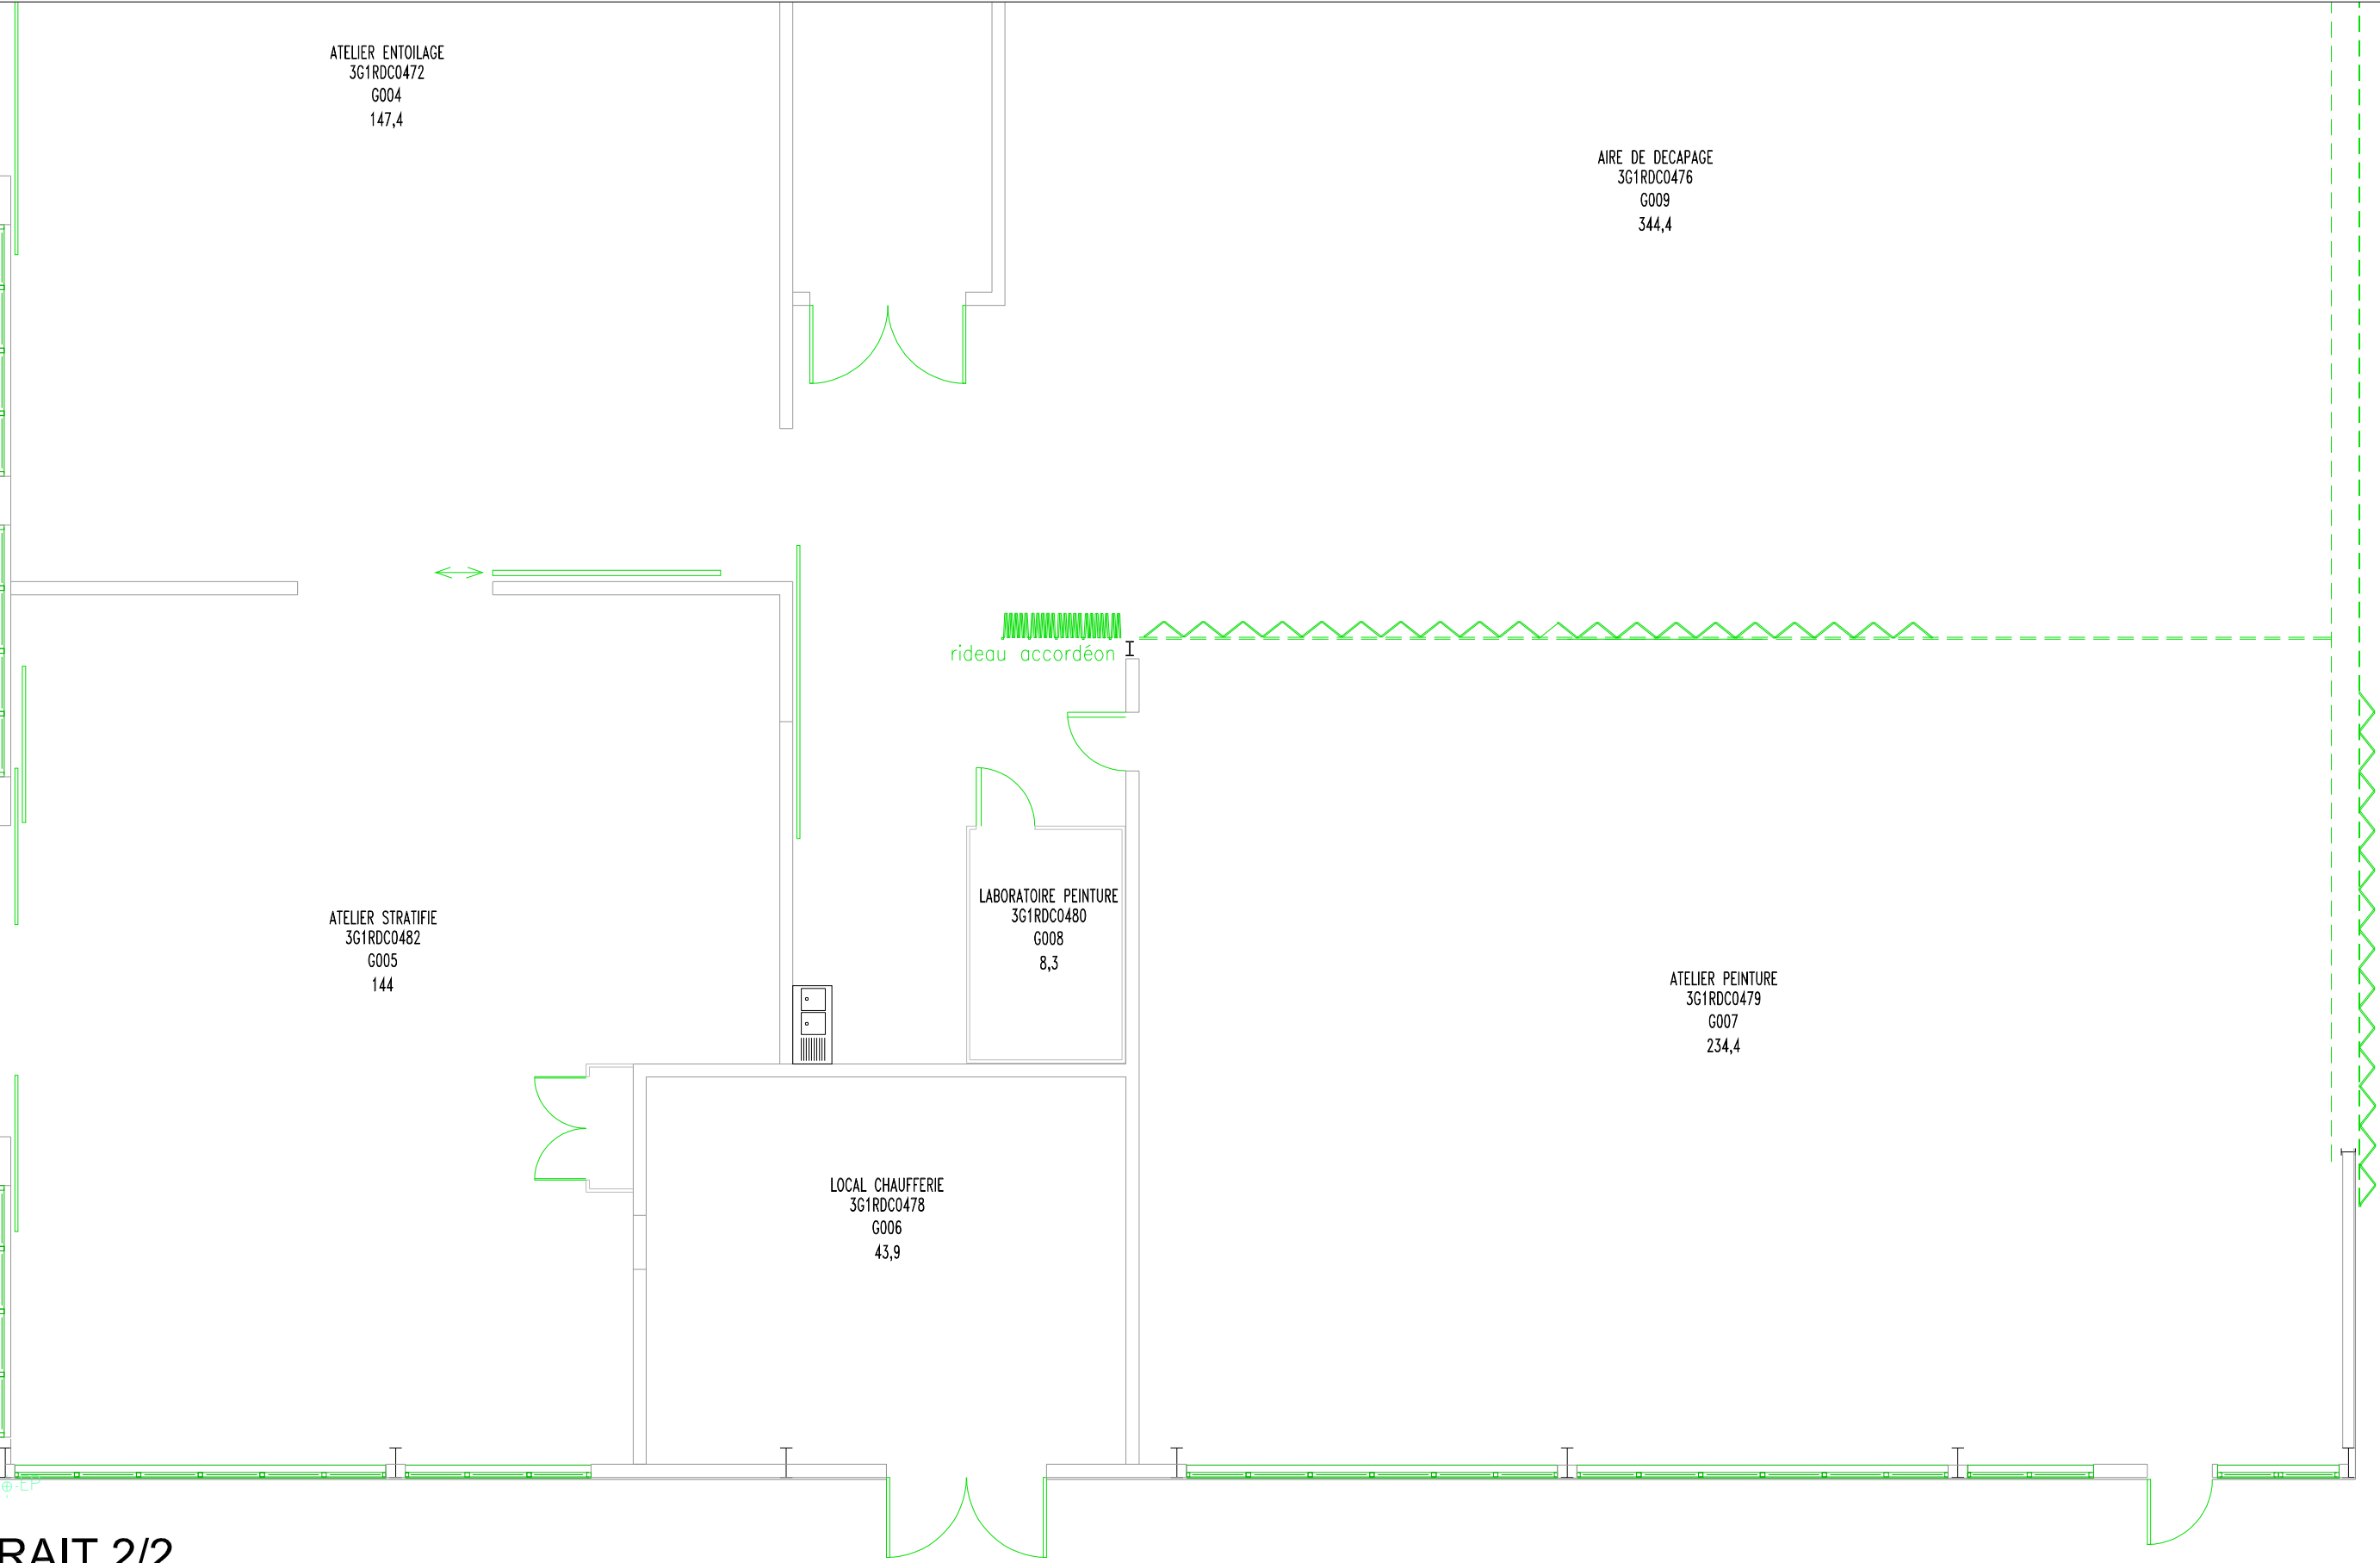 ATELIER ENTOILAGE
3G1RDC0472
G004
147,4
AIRE DE DECAPAGE
3G1RDC0476
G009
344,4
rideau accordéon
LABORATOIRE PEINTURE
3G1RDC0480
G008
8,3
ATELIER STRATIFIE
3G1RDC0482
G005
144
ATELIER PEINTURE
3G1RDC0479
G007
234,4
LOCAL CHAUFFERIE
3G1RDC0478
G006
43,9
EP
RAIT 2/2